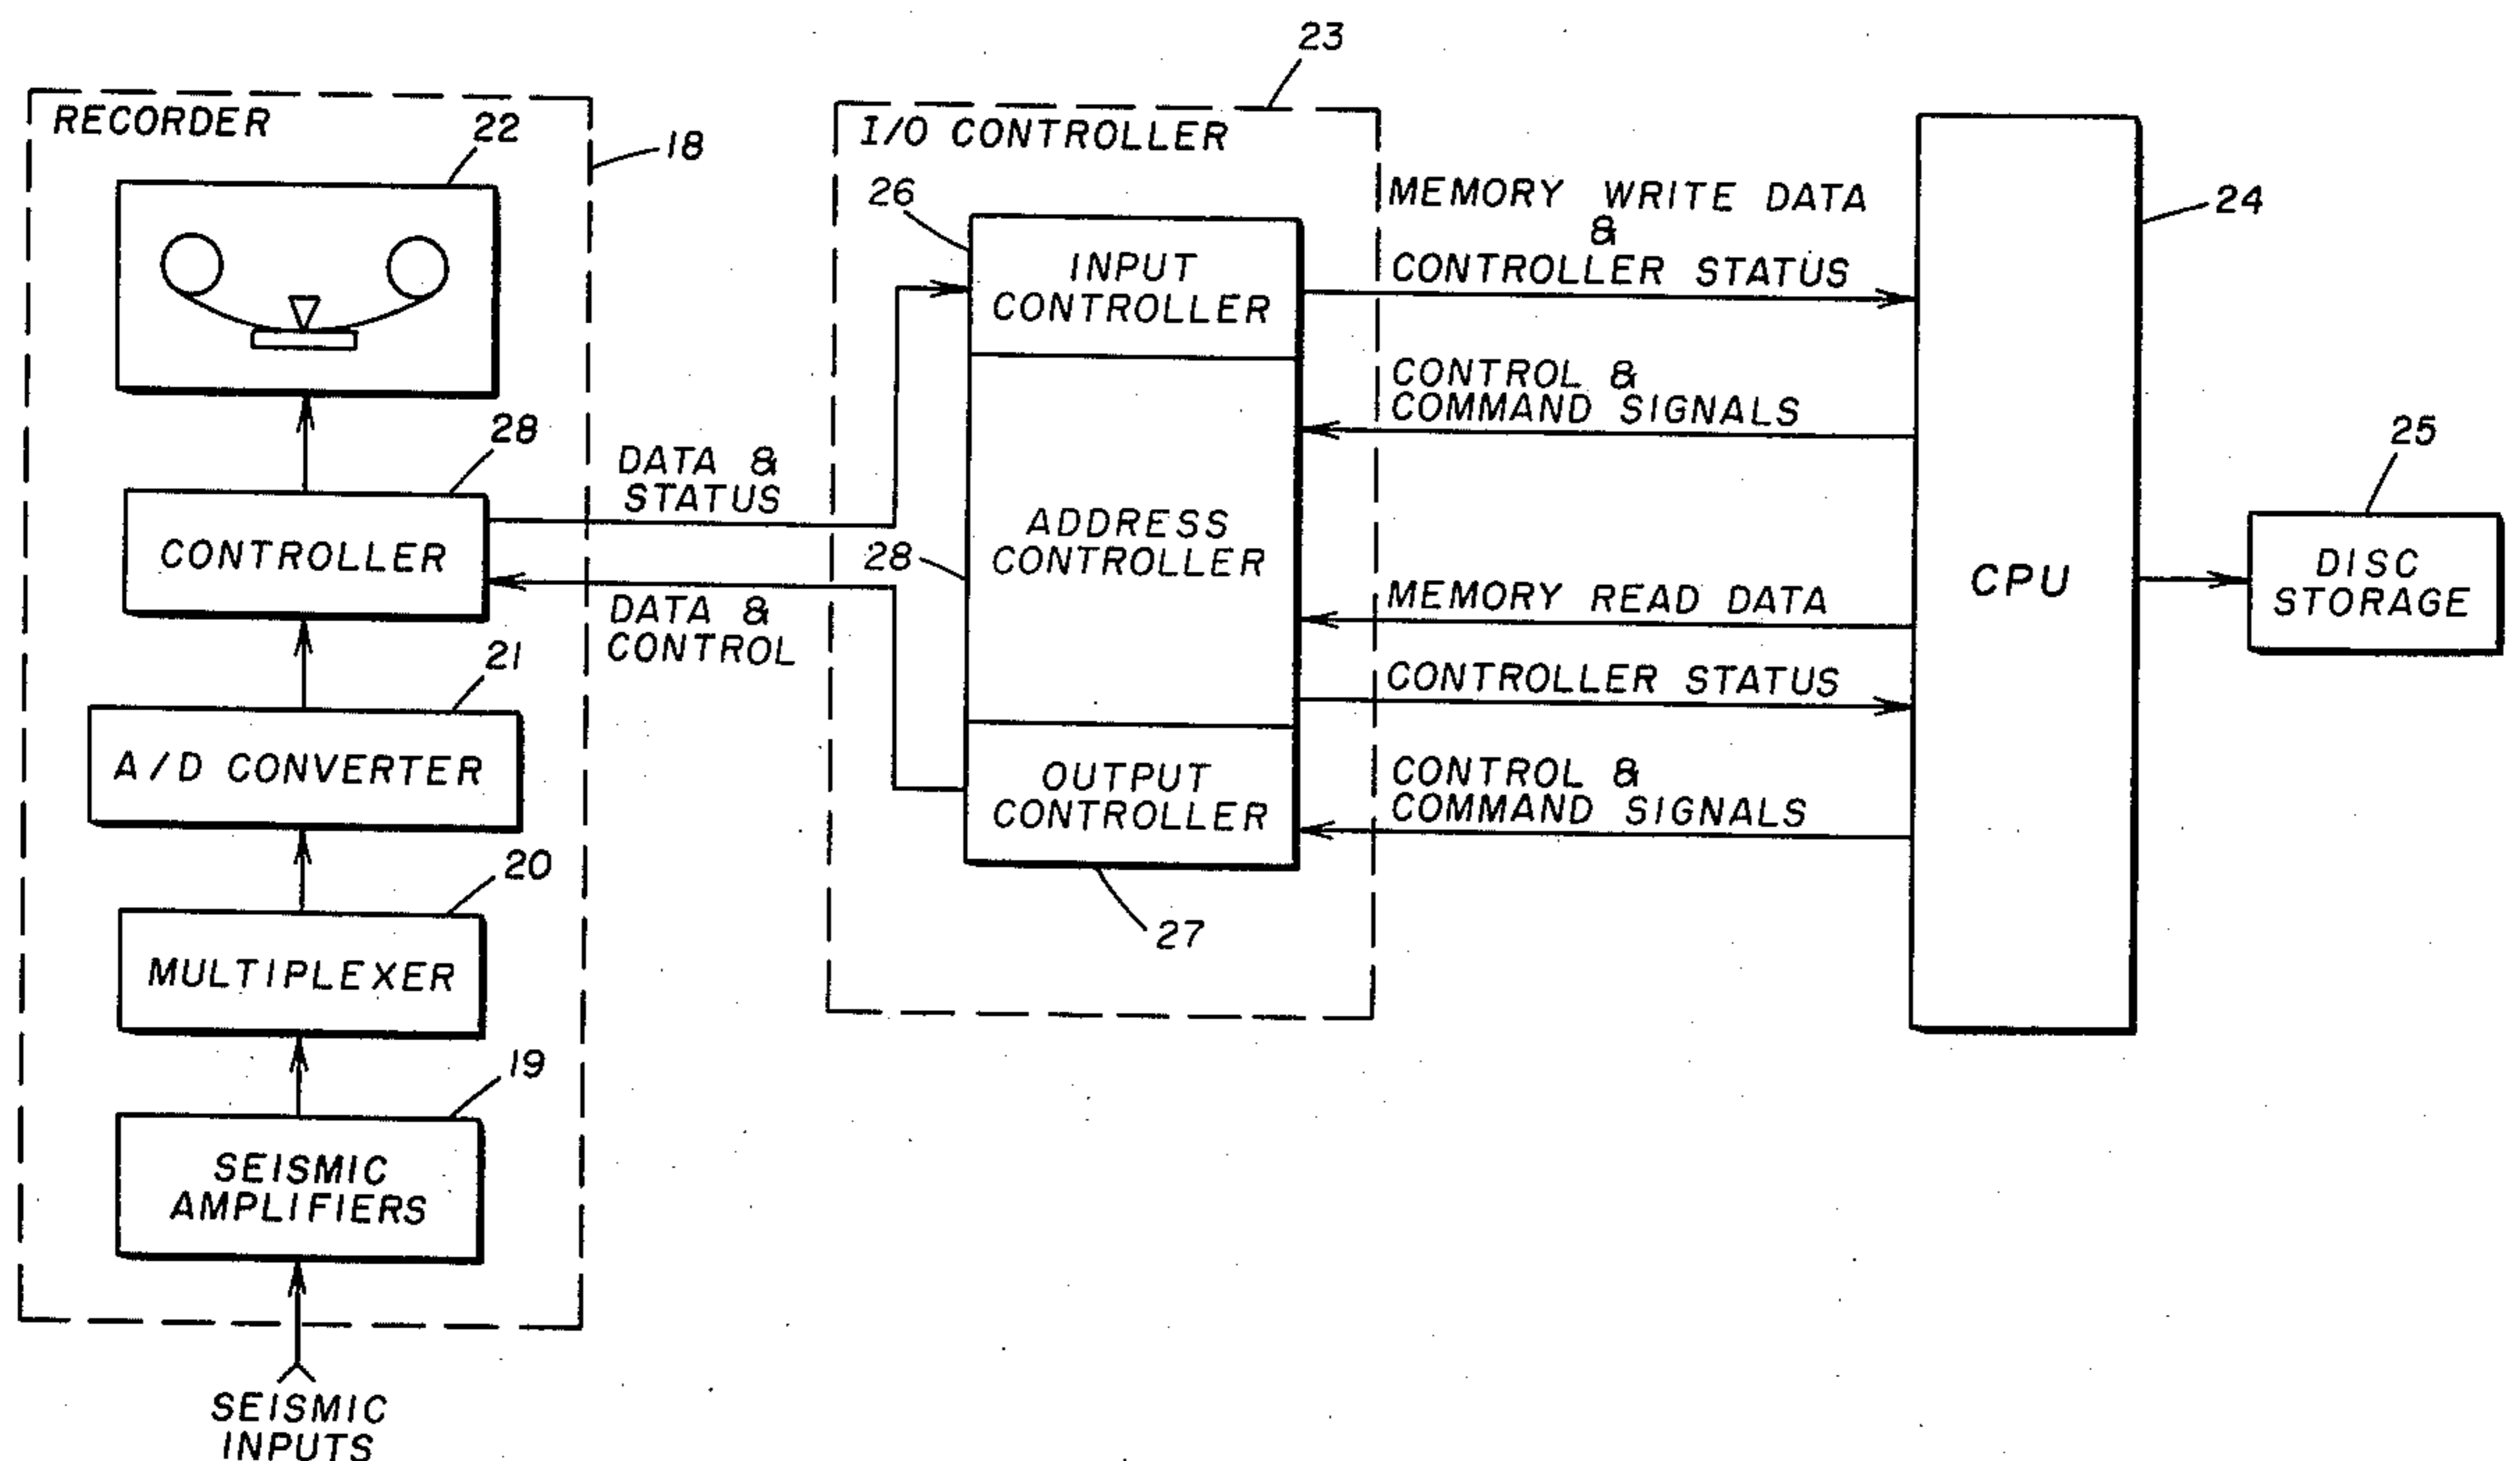 23
RECORDER
22
18
I/O CONTROLLER
26
MEMORY WRITE DATA
&
CONTROLLER STATUS
24
INPUT
CONTROLLER
CONTROL &
COMMAND SIGNALS
28
DATA &
STATUS
25
CONTROLLER
ADDRESS
CONTROLLER
28
CPU
DISC
STORAGE
DATA &
CONTROL
MEMORY READ DATA
21
CONTROLLER STATUS
A/D CONVERTER
OUTPUT
CONTROLLER
CONTROL &
COMMAND SIGNALS
20
27
MULTIPLEXER
19
SEISMIC
AMPLIFIERS
SEISMIC
INPUTS